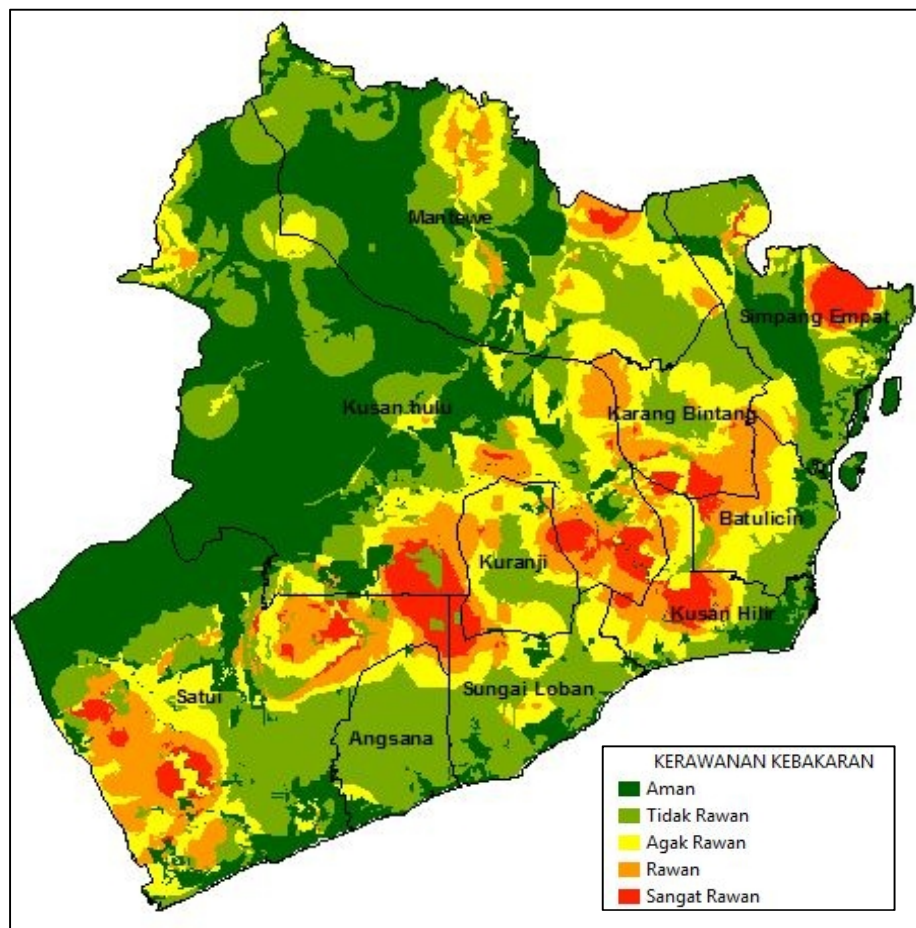 Mantewe
Simpang Empat
Kusan hulu
Karang Bintang
Batulicin
Kuranji
Kusan Hilir
Satui
Sungai Loban
Angsana
KERAWANAN KEBAKARAN
Aman
Tidak Rawan
Agak Rawan
Rawan
Sangat Rawan